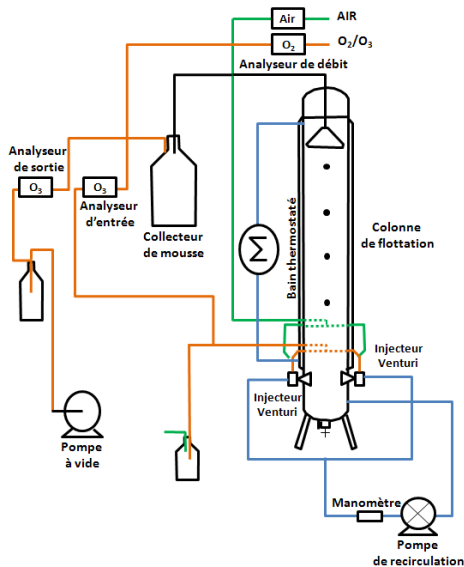 Air
AIR
O₂
O₂/O₃
Analyseur de débit
Analyseur
de sortie
O₃
O₃
Analyseur
d'entrée
Collecteur
de mousse
Σ
Bain thermostaté
Colonne
de flottation
Injecteur
Venturi
Injecteur
Venturi
Pompe
à vide
Manomètre
Pompe
de recirculation